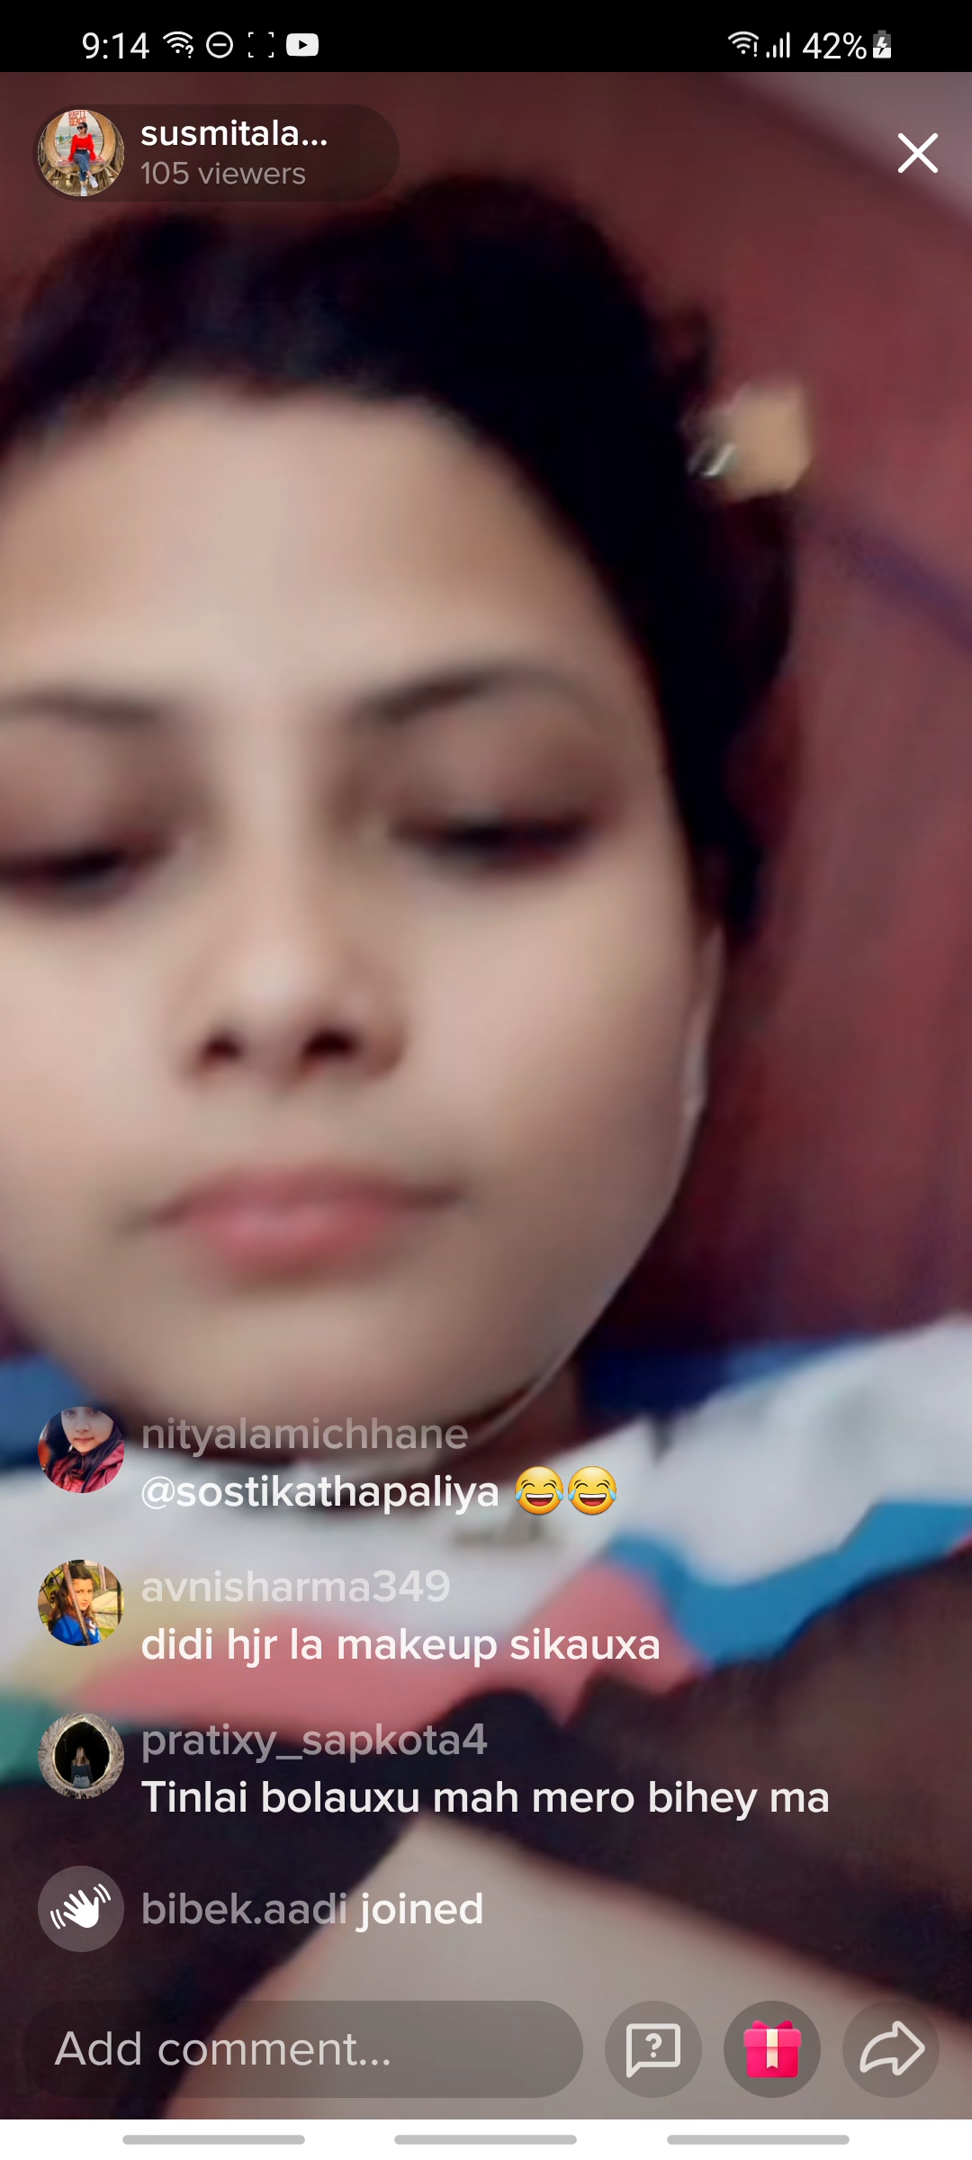 9:14
42%
susmitala...
105 viewers
nityalamichhane
@sostikathapaliya 😂😂
avnisharma349
didi hjr la makeup sikauxa
pratixy_sapkota4
Tinlai bolauxu mah mero bihey ma
bibek.aadi joined
Add comment...